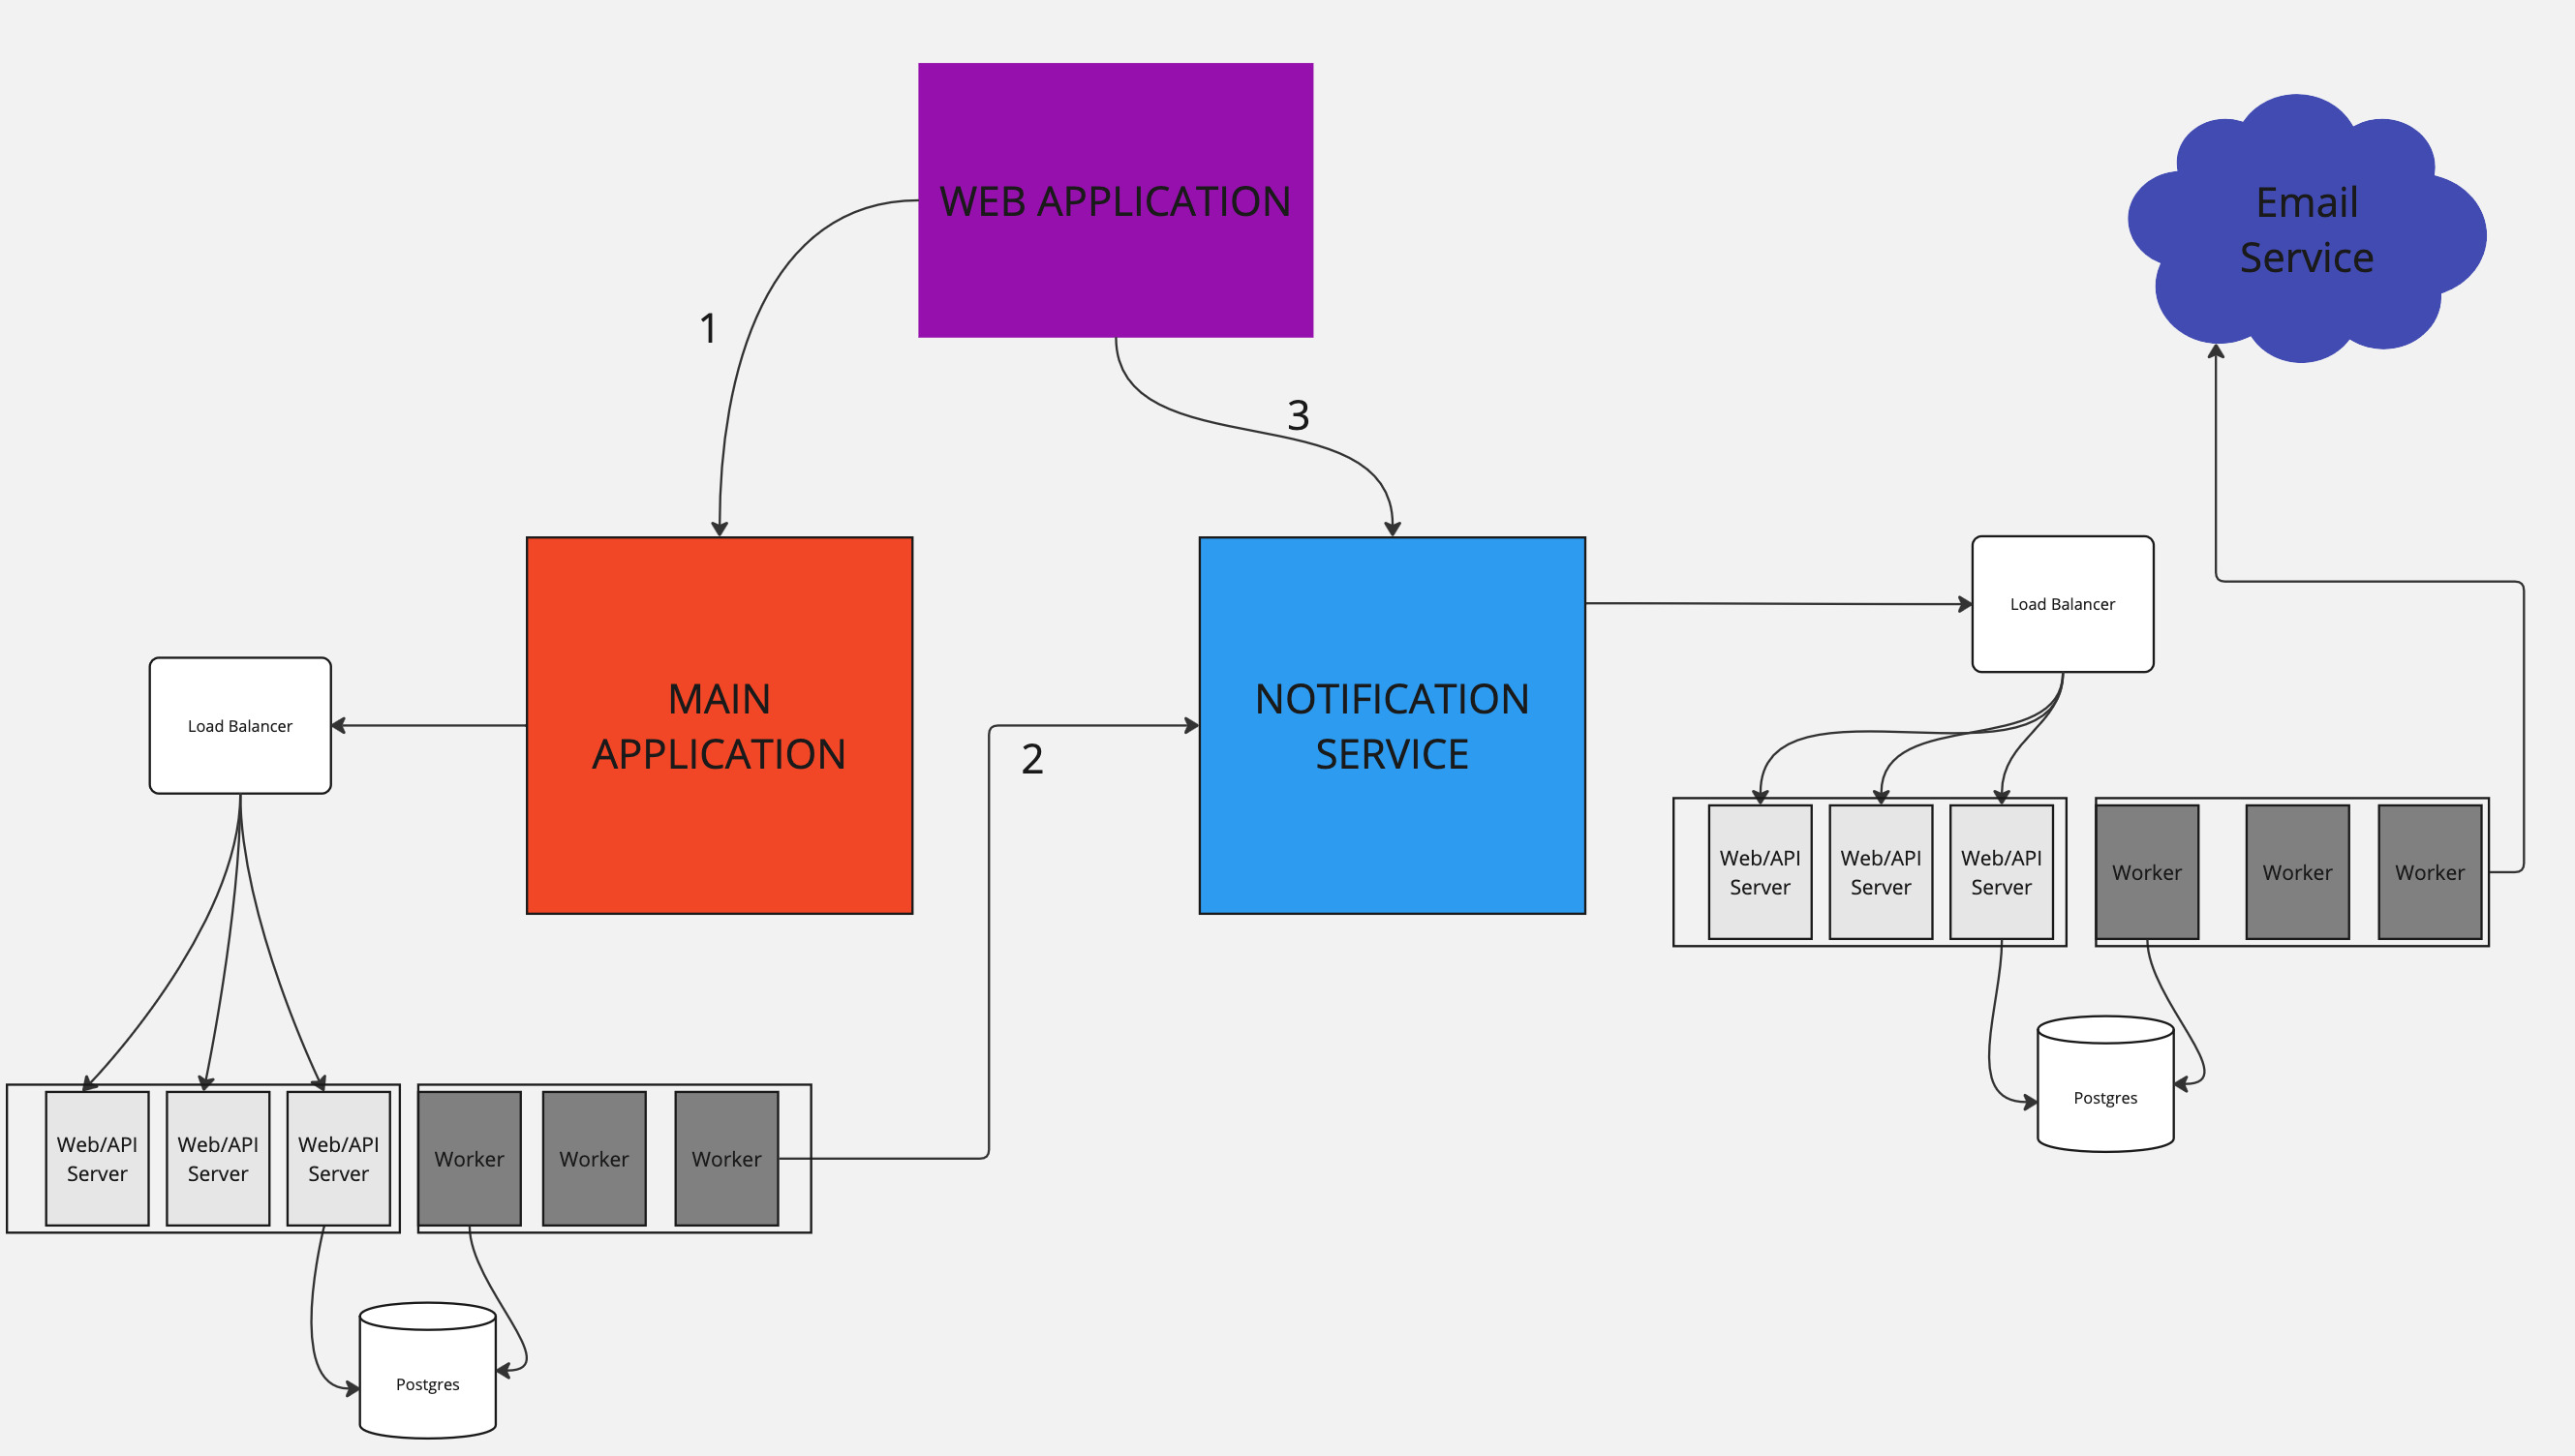 WEB APPLICATION
Email
Service
1
3
MAIN
APPLICATION
NOTIFICATION
SERVICE
2
Load Balancer
Load Balancer
Web/API
Server
Web/API
Server
Web/API
Server
Worker
Worker
Worker
Postgres
Web/API
Server
Web/API
Server
Web/API
Server
Worker
Worker
Worker
Postgres